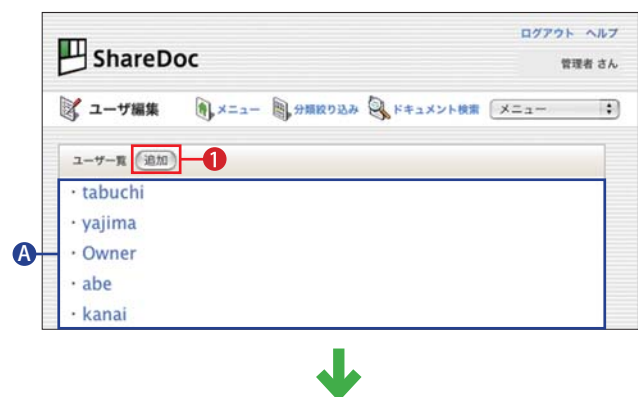 ログアウト ヘルプ
ShareDoc
管理者 さん
ユーザ編集 メニュー 分類絞り込み ドキュメント検索 メニュー
ユーザー覧 追加 1
・tabuchi
・yajima
A
・Owner
・abe
・kanai